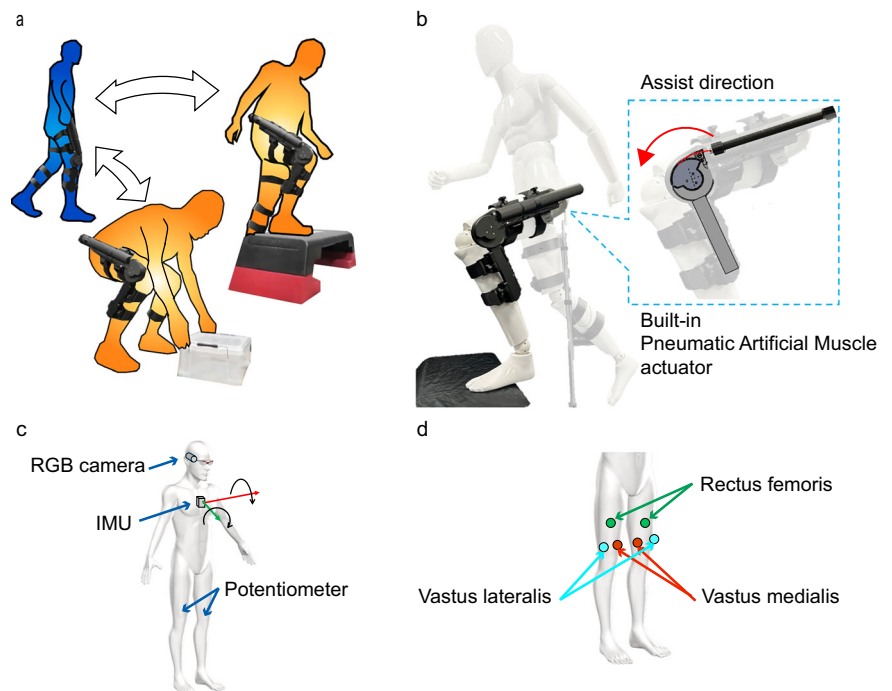 a
b
Assist direction
Built-in
Pneumatic Artificial Muscle
actuator
c
RGB camera
IMU
Potentiometer
d
Rectus femoris
Vastus lateralis
Vastus medialis